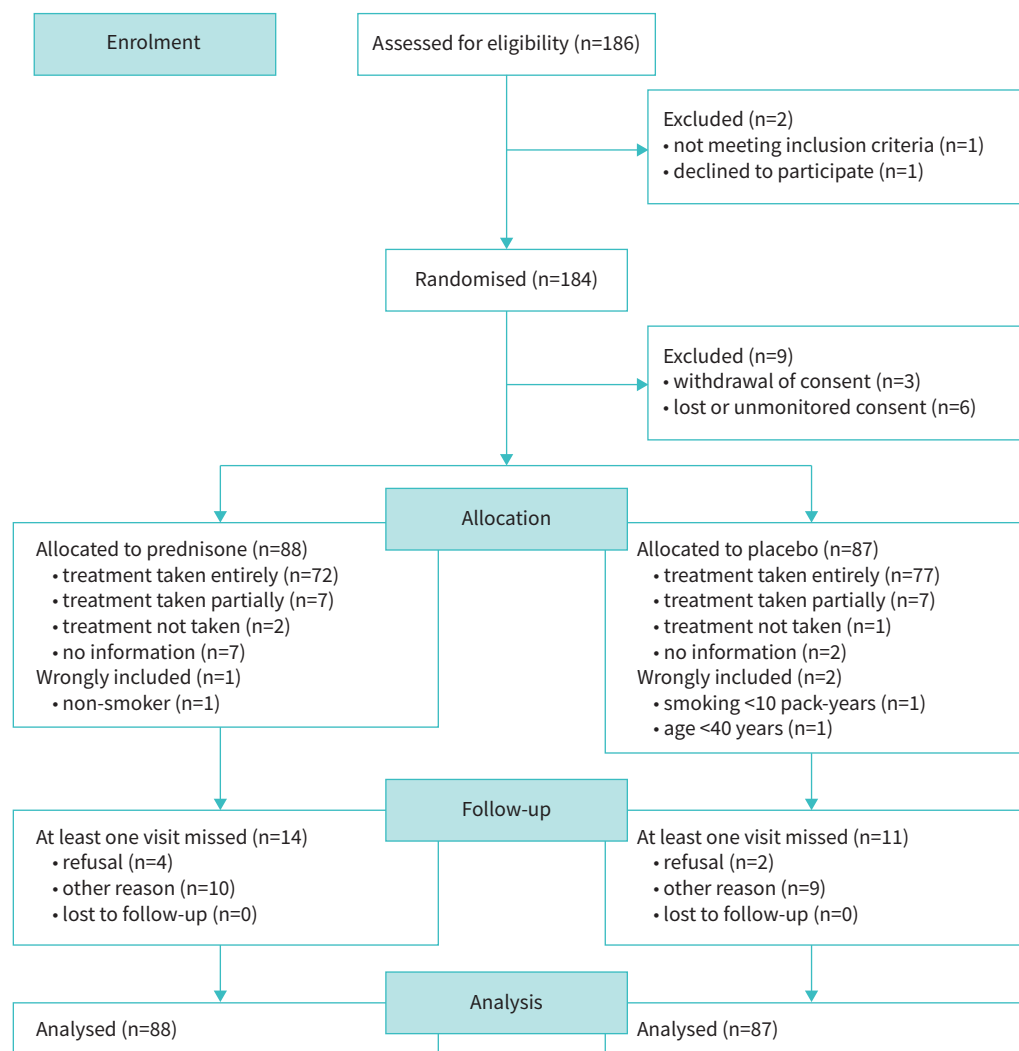 Enrolment
Assessed for eligibility (n=186)
Excluded (n=2)
• not meeting inclusion criteria (n=1)
• declined to participate (n=1)
Randomised (n=184)
Excluded (n=9)
• withdrawal of consent (n=3)
• lost or unmonitored consent (n=6)
Allocation
Allocated to prednisone (n=88)
• treatment taken entirely (n=72)
• treatment taken partially (n=7)
• treatment not taken (n=2)
• no information (n=7)
Wrongly included (n=1)
• non-smoker (n=1)
Allocated to placebo (n=87)
• treatment taken entirely (n=77)
• treatment taken partially (n=7)
• treatment not taken (n=1)
• no information (n=2)
Wrongly included (n=2)
• smoking <10 pack-years (n=1)
• age <40 years (n=1)
Follow-up
At least one visit missed (n=14)
• refusal (n=4)
• other reason (n=10)
• lost to follow-up (n=0)
At least one visit missed (n=11)
• refusal (n=2)
• other reason (n=9)
• lost to follow-up (n=0)
Analysis
Analysed (n=88)
Analysed (n=87)